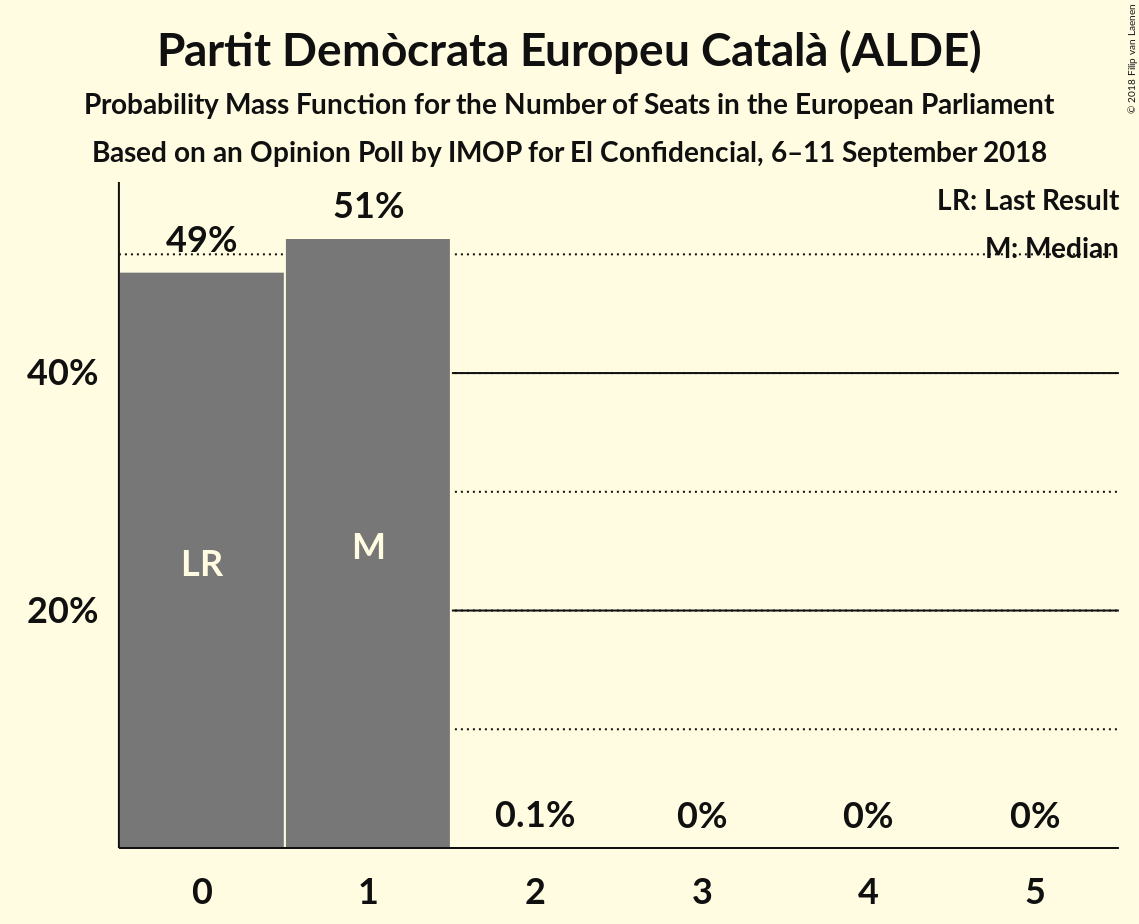 Partit Demòcrata Europeu Català (ALDE)
Probability Mass Function for the Number of Seats in the European Parliament
Based on an Opinion Poll by IMOP for El Confidencial, 6–11 September 2018
© 2018 Filip van Laenen
LR: Last Result
M: Median
51%
49%
40%
20%
LR
M
0.1%
0%
0%
0%
0
1
2
3
4
5